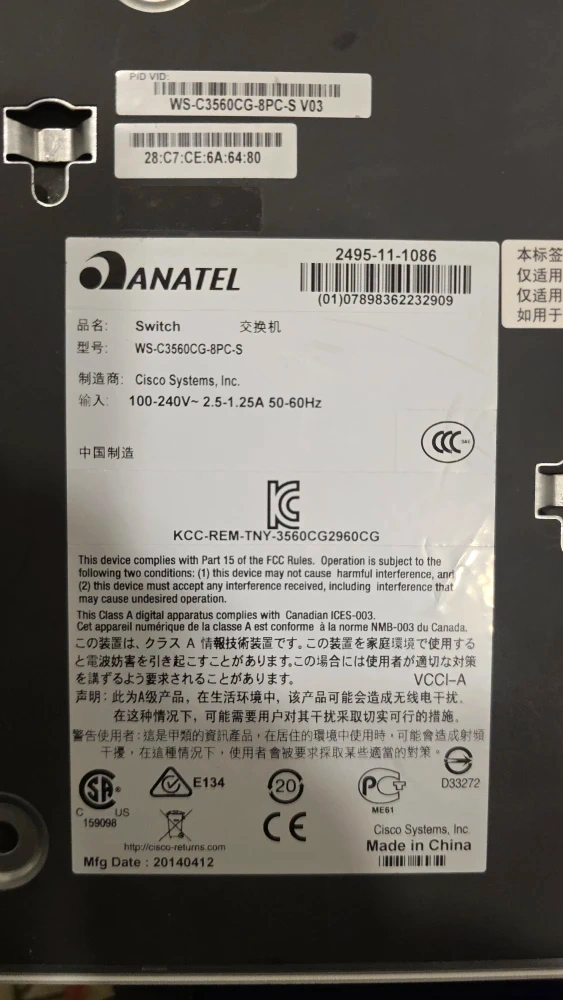 PID VID:
WS-C3560CG-8PC-S V03
28:C7:CE:6A:64:80
ANATEL
2495-11-1086
(01)07898362232909
品名: Switch 交换机
型号: WS-C3560CG-8PC-S
制造商: Cisco Systems, Inc.
输入: 100-240V~ 2.5-1.25A 50-60Hz
中国制造
CCC S&E
KCC-REM-TNY-3560CG2960CG
This device complies with Part 15 of the FCC Rules. Operation is subject to the
following two conditions: (1) this device may not cause harmful interference, and
(2) this device must accept any interference received, including interference that
may cause undesired operation.
This Class A digital apparatus complies with Canadian ICES-003.
Cet appareil numérique de la classe A est conforme à la norme NMB-003 du Canada.
この装置は、クラス A 情報技術装置です。この装置を家庭環境で使用する
と電波妨害を引き起こすことがあります。この場合には使用者が適切な対策
を講ずるよう要求されることがあります。 VCCI-A
声明: 此为A级产品, 在生活环境中, 该产品可能会造成无线电干扰。
在这种情况下, 可能需要用户对其干扰采取切实可行的措施。
警告使用者: 這是甲類的資訊產品, 在居住的環境中使用時, 可能會造成射頻
干擾, 在這種情況下, 使用者會被要求採取某些適當的對策。
SA
C US
159098
E134
20
ME61
D33272
CE
http://cisco-returns.com
Cisco Systems, Inc.
Made in China
Mfg Date : 20140412
本标签
仅适用
仅适用
如用于